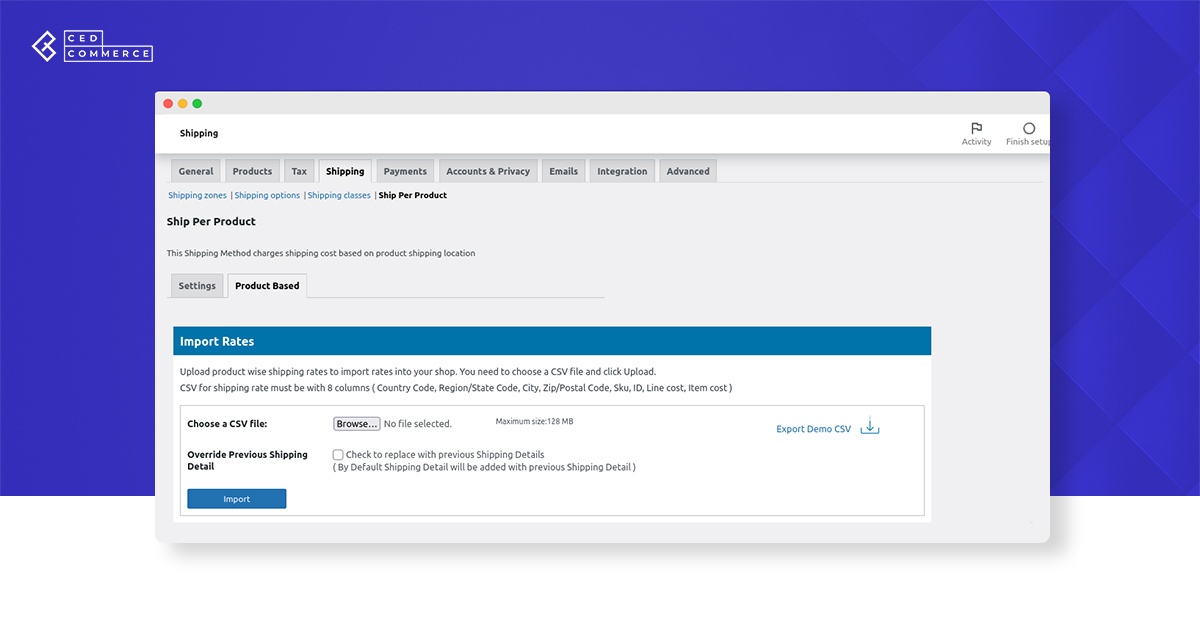 CED
COMMERCE
Shipping
Activity
Finish setup
General Products Tax Shipping Payments Accounts & Privacy Emails Integration Advanced
Shipping zones | Shipping options | Shipping classes | Ship Per Product
Ship Per Product
This Shipping Method charges shipping cost based on product shipping location
Settings Product Based
Import Rates
Upload product wise shipping rates to import rates into your shop. You need to choose a CSV file and click Upload.
CSV for shipping rate must be with 8 columns ( Country Code, Region/State Code, City, Zip/Postal Code, Sku, ID, Line cost, Item cost )
Choose a CSV file: Browse... No file selected. Maximum size:128 MB Export Demo CSV
Override Previous Shipping
Detail
Check to replace with previous Shipping Details
( By Default Shipping Detail will be added with previous Shipping Detail )
Import